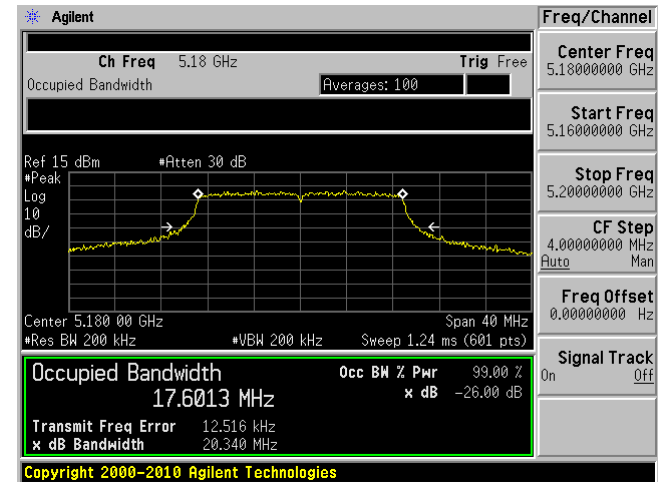 Agilent
Freq/Channel
Ch Freq 5.18 GHz Trig Free
Occupied Bandwidth Averages: 100
Center Freq
5.18000000 GHz
Start Freq
5.16000000 GHz
Stop Freq
5.20000000 GHz
CF Step
4.00000000 MHz
Auto Man
Freq Offset
0.00000000 Hz
Signal Track
On Off
Ref 15 dBm #Atten 30 dB
#Peak
Log
10
dB/
Center 5.180 00 GHz Span 40 MHz
#Res BW 200 kHz #VBW 200 kHz Sweep 1.24 ms (601 pts)
Occupied Bandwidth Occ BW % Pwr 99.00 %
17.6013 MHz x dB -26.00 dB
Transmit Freq Error 12.516 kHz
x dB Bandwidth 20.340 MHz
Copyright 2000-2010 Agilent Technologies